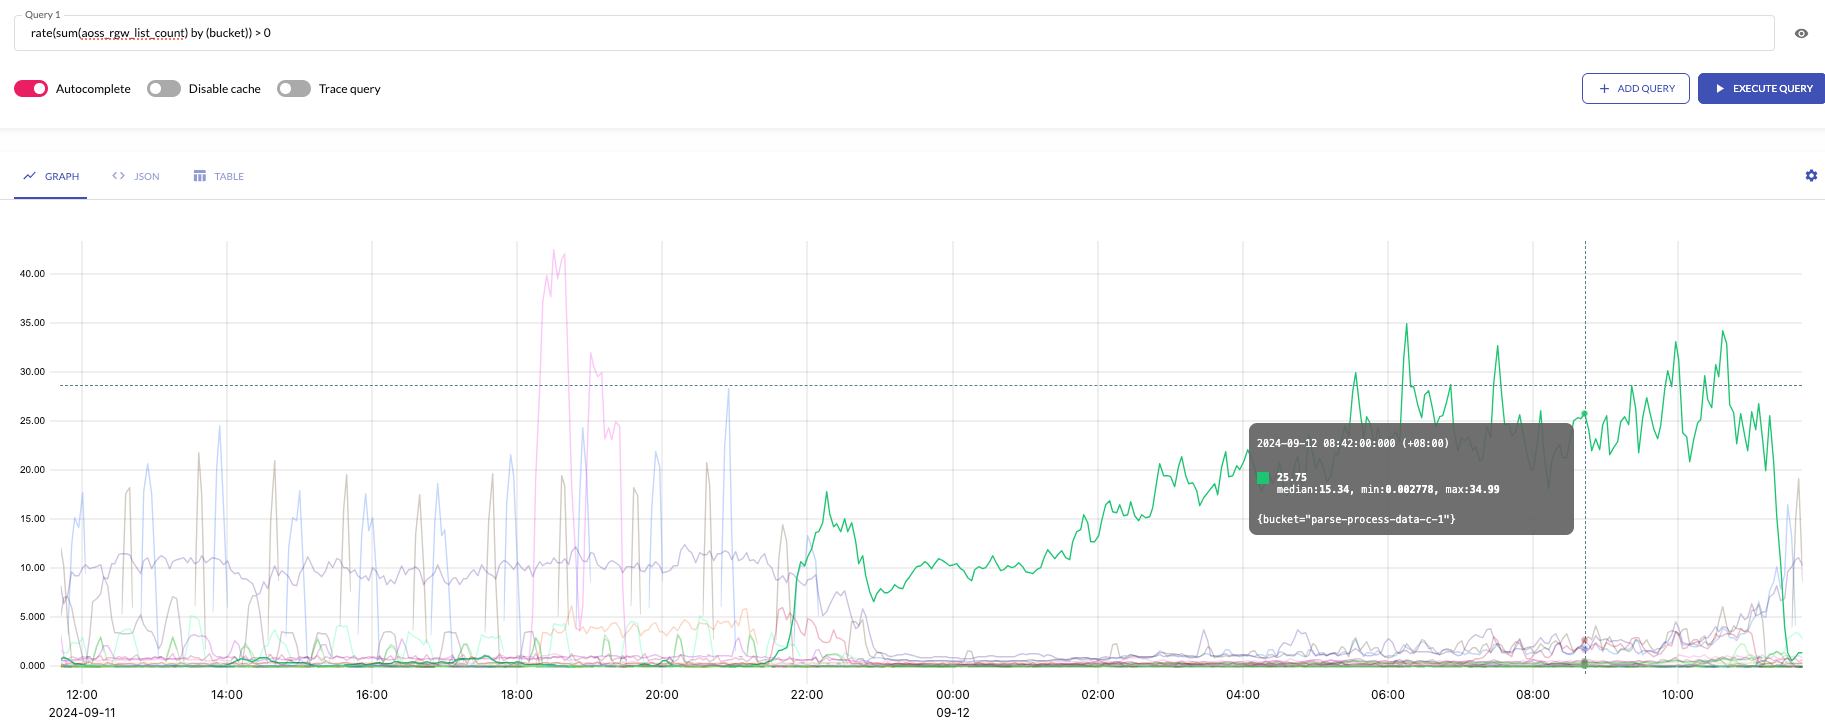 Query 1
rate(sum(aoss_rgw_list_count) by (bucket)) > 0
Autocomplete Disable cache Trace query ADD QUERY EXECUTE QUERY
GRAPH JSON TABLE
40.00
35.00
30.00
25.00
20.00
15.00
10.00
5.000
0.000
2024-09-12 08:42:00:000 (+08:00)
25.75
median:15.34, min:0.002778, max:34.99
{bucket="parse-process-data-c-1"}
12:00 14:00 16:00 18:00 20:00 22:00 00:00 02:00 04:00 06:00 08:00 10:00
2024-09-11 09-12